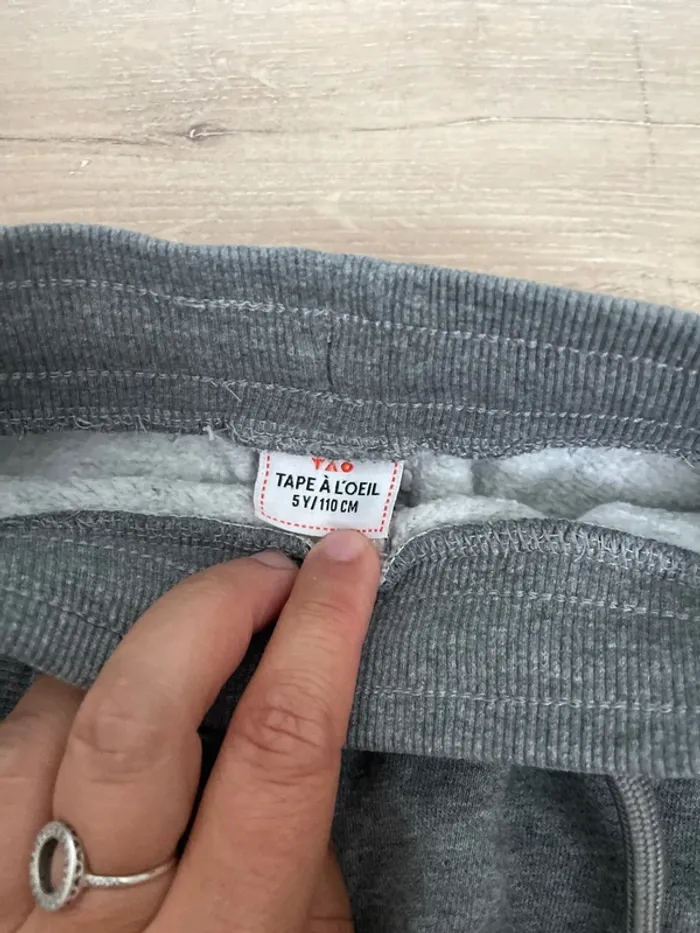 TAO
TAPE À L'OEIL
5 Y/110 CM